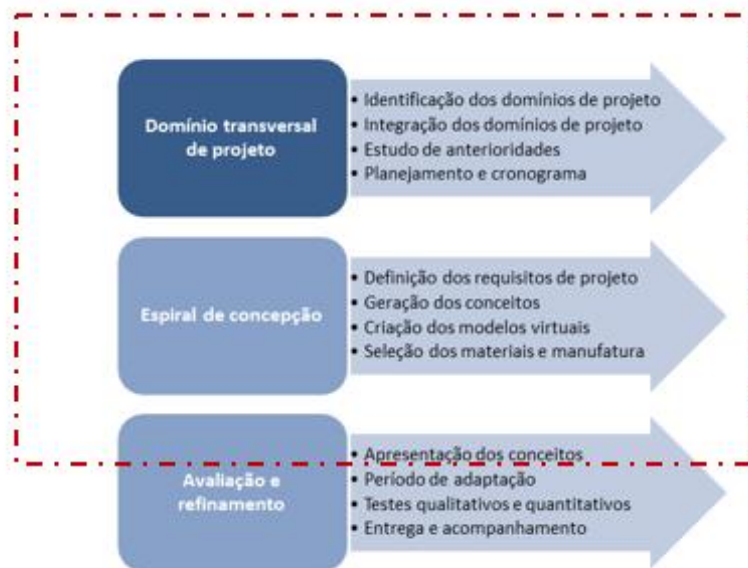 Domínio transversal
de projeto
• Identificação dos domínios de projeto
• Integração dos domínios de projeto
• Estudo de anterioridades
• Planejamento e cronograma
Espiral de concepção
• Definição dos requisitos de projeto
• Geração dos conceitos
• Criação dos modelos virtuais
• Seleção dos materiais e manufatura
Avaliação e
refinamento
• Apresentação dos conceitos
• Período de adaptação
• Testes qualitativos e quantitativos
• Entrega e acompanhamento